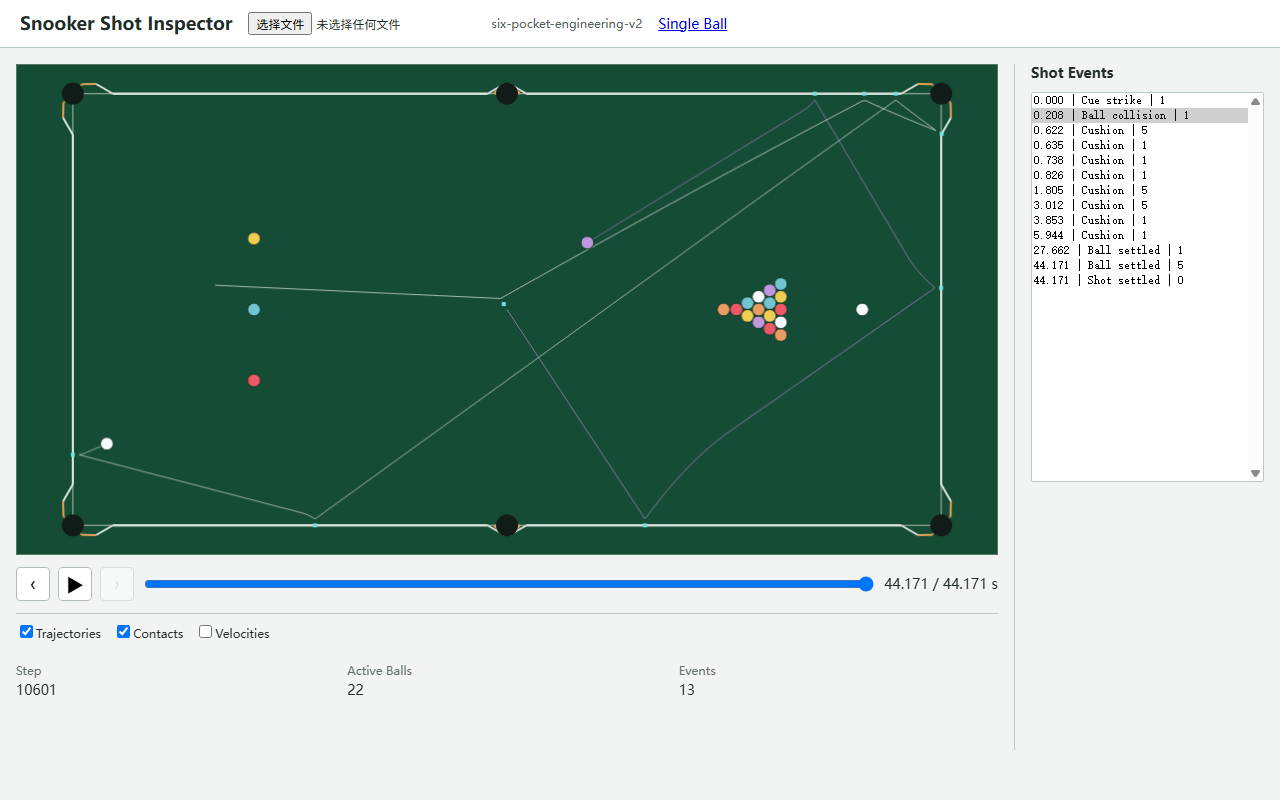 Snooker Shot Inspector
选择文件 未选择任何文件
six-pocket-engineering-v2
Single Ball
Shot Events
0.000 | Cue strike | 1
0.208 | Ball collision | 1
0.622 | Cushion | 5
0.635 | Cushion | 1
0.738 | Cushion | 1
0.826 | Cushion | 1
1.805 | Cushion | 5
3.012 | Cushion | 5
3.853 | Cushion | 1
5.944 | Cushion | 1
27.662 | Ball settled | 1
44.171 | Ball settled | 5
44.171 | Shot settled | 0
44.171 / 44.171 s
Trajectories
Contacts
Velocities
Step
10601
Active Balls
22
Events
13